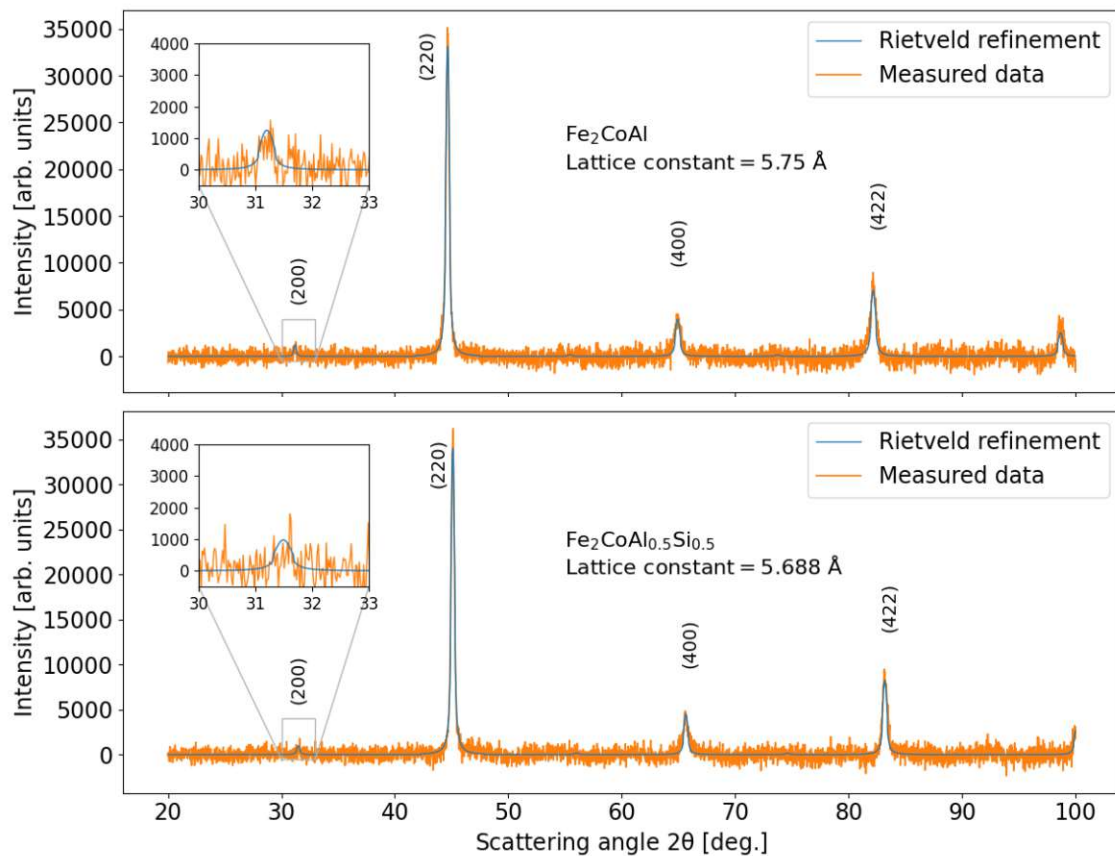 35000
30000
25000
20000
15000
10000
5000
0
Intensity [arb. units]
4000
3000
2000
1000
0
30 31 32 33
(200)
(220)
Fe₂CoAl
Lattice constant = 5.75 Å
(400)
(422)
Rietveld refinement
Measured data
35000
30000
25000
20000
15000
10000
5000
0
Intensity [arb. units]
4000
3000
2000
1000
0
30 31 32 33
(200)
(220)
Fe₂CoAl₀.₅Si₀.₅
Lattice constant = 5.688 Å
(400)
(422)
Rietveld refinement
Measured data
20 30 40 50 60 70 80 90 100
Scattering angle 2θ [deg.]